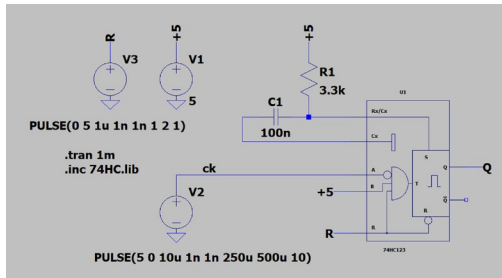 R
+5
+5
V3
V1
5
R1
3.3k
U1
C1
100n
Rx/Cx
Cx
PULSE(0 5 1u 1n 1n 1 2 1)
.tran 1m
.inc 74HC.lib
ck
S
A
Q
Q
B
T
+5
Q1
V2
R
R
R
74HC123
PULSE(5 0 10u 1n 1n 250u 500u 10)